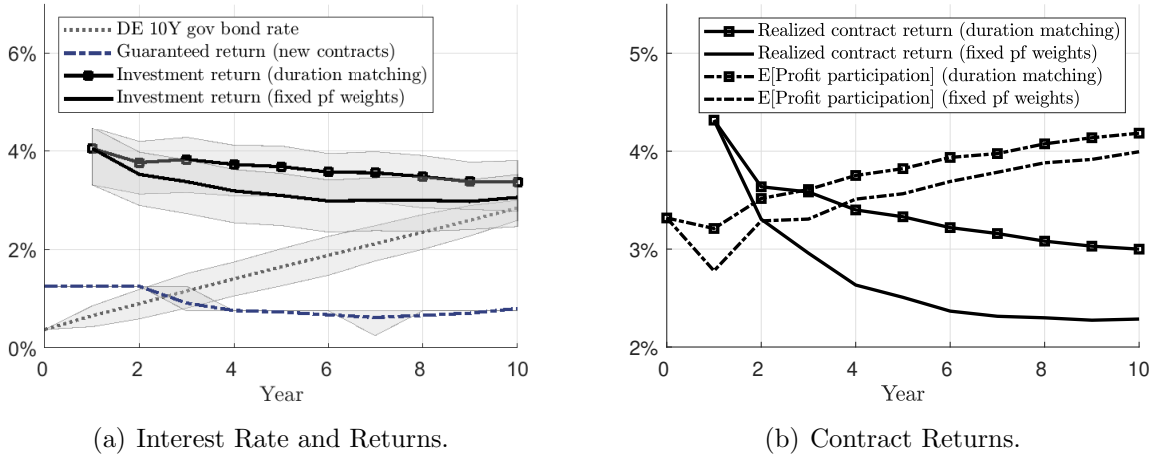 DE 10Y gov bond rate
Guaranteed return (new contracts)
Investment return (duration matching)
Investment return (fixed pf weights)
6%
4%
2%
0%
0 2 4 6 8 10
Year
(a) Interest Rate and Returns.
Realized contract return (duration matching)
Realized contract return (fixed pf weights)
E[Profit participation] (duration matching)
E[Profit participation] (fixed pf weights)
5%
4%
3%
2%
0 2 4 6 8 10
Year
(b) Contract Returns.